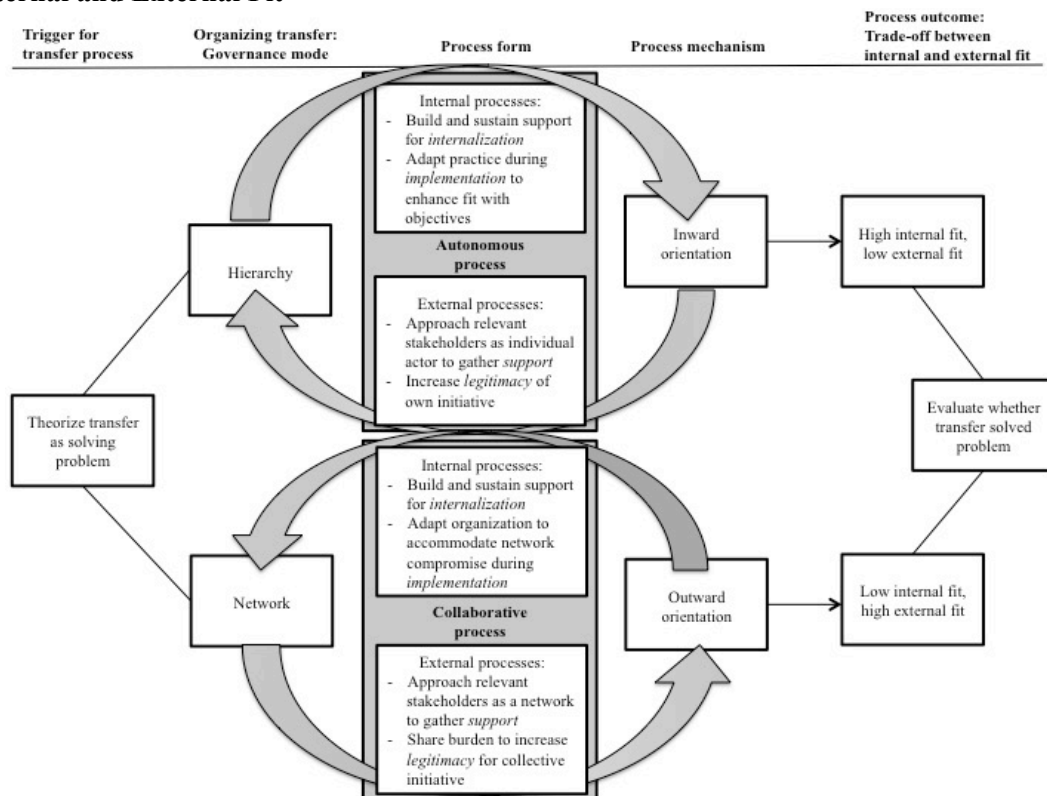 ternal and External Fit
Trigger for
transfer process
Organizing transfer:
Governance mode
Process form
Process mechanism
Process outcome:
Trade-off between
internal and external fit
Internal processes:
- Build and sustain support
for internalization
- Adapt practice during
implementation to
enhance fit with
objectives
Autonomous
process
External processes:
- Approach relevant
stakeholders as individual
actor to gather support
- Increase legitimacy of
own initiative
Hierarchy
Inward
orientation
High internal fit,
low external fit
Theorize transfer
as solving
problem
Evaluate whether
transfer solved
problem
Internal processes:
- Build and sustain support
for internalization
- Adapt organization to
accommodate network
compromise during
implementation
Collaborative
process
External processes:
- Approach relevant
stakeholders as a network
to gather support
- Share burden to increase
legitimacy for collective
initiative
Network
Outward
orientation
Low internal fit,
high external fit